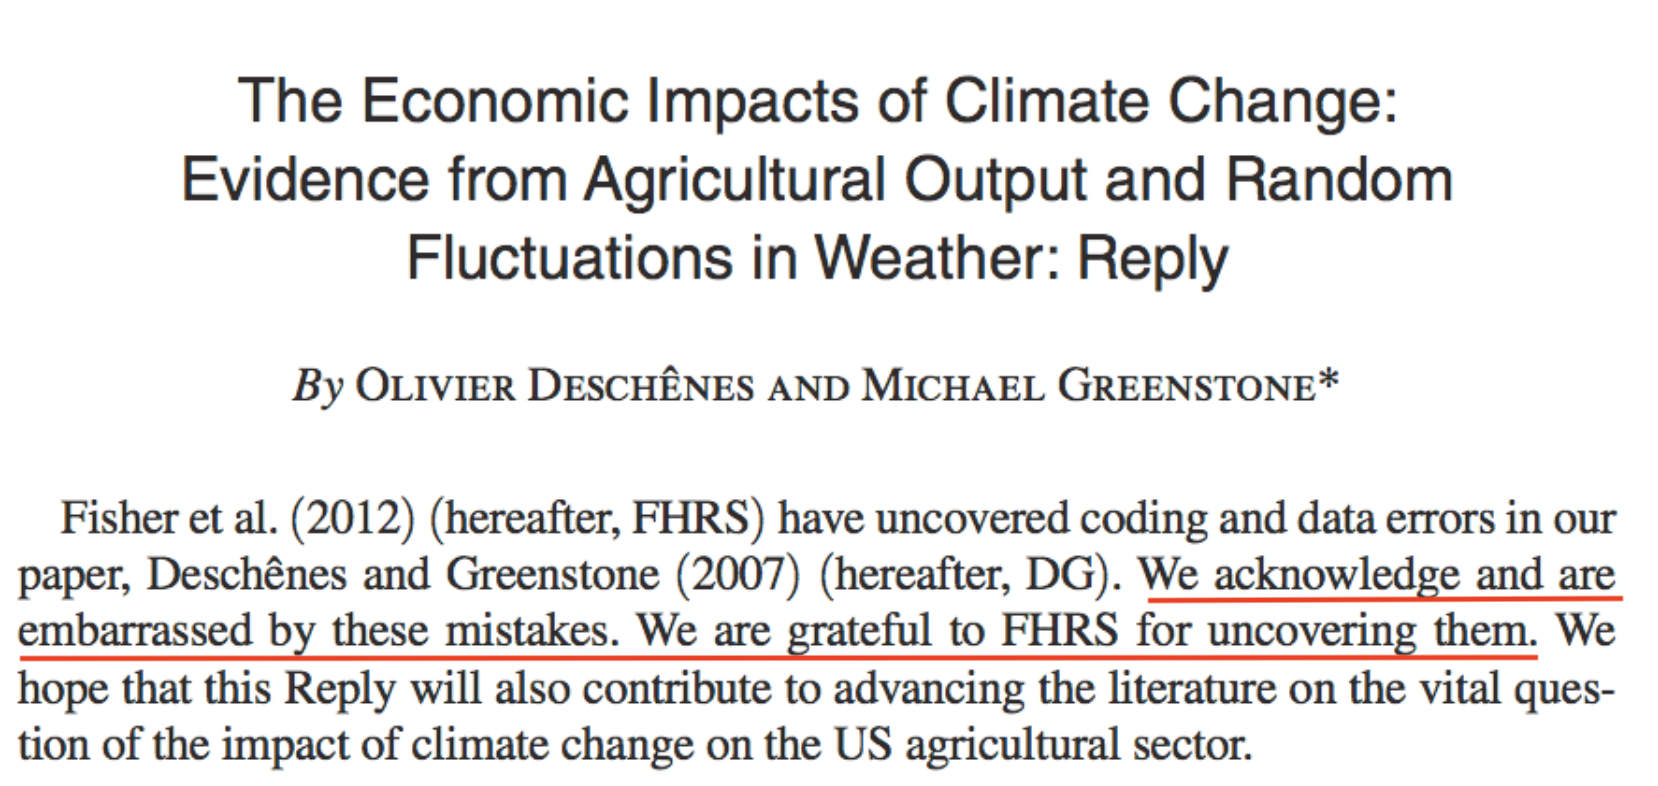 The Economic Impacts of Climate Change:
Evidence from Agricultural Output and Random
Fluctuations in Weather: Reply
By Olivier Deschênes and Michael Greenstone*
Fisher et al. (2012) (hereafter, FHRS) have uncovered coding and data errors in our
paper, Deschênes and Greenstone (2007) (hereafter, DG). We acknowledge and are
embarrassed by these mistakes. We are grateful to FHRS for uncovering them. We
hope that this Reply will also contribute to advancing the literature on the vital ques-
tion of the impact of climate change on the US agricultural sector.